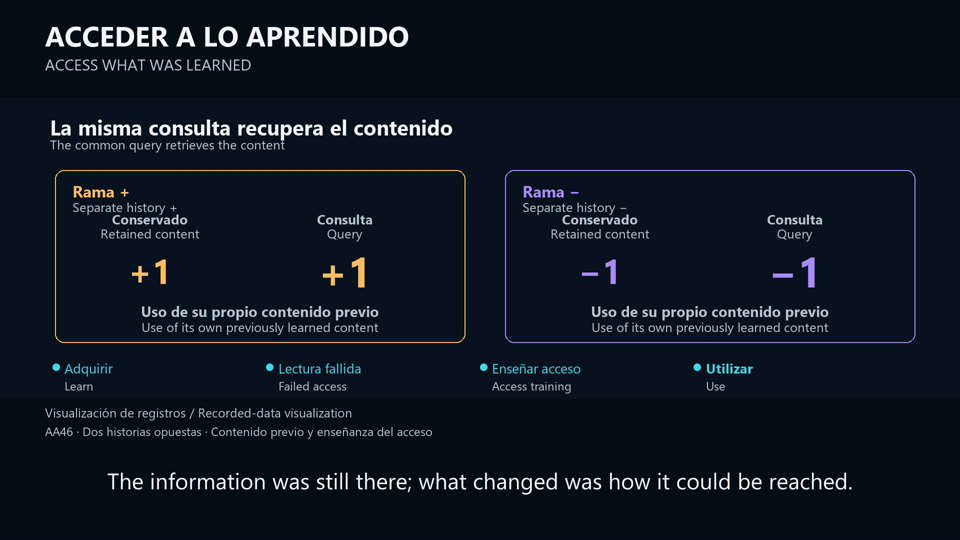 ACCEDER A LO APRENDIDO
ACCESS WHAT WAS LEARNED
La misma consulta recupera el contenido
The common query retrieves the content
Rama +
Separate history +
Conservado
Retained content
Consulta
Query
+1
+1
Uso de su propio contenido previo
Use of its own previously learned content
Rama −
Separate history −
Conservado
Retained content
Consulta
Query
−1
−1
Uso de su propio contenido previo
Use of its own previously learned content
Adquirir
Learn
Lectura fallida
Failed access
Enseñar acceso
Access training
Utilizar
Use
Visualización de registros / Recorded-data visualization
AA46 · Dos historias opuestas · Contenido previo y enseñanza del acceso
The information was still there; what changed was how it could be reached.